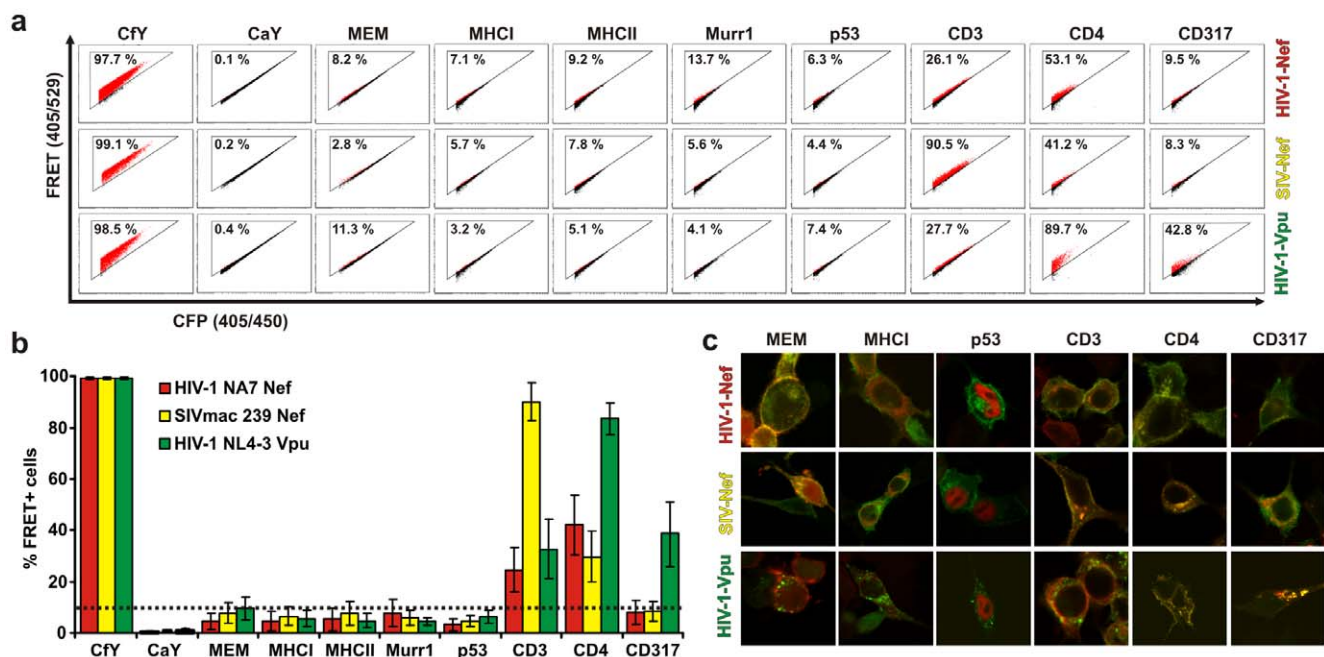 a
CfY CaY MEM MHCI MHCII Murr1 p53 CD3 CD4 CD317
97.7 % 0.1 % 8.2 % 7.1 % 9.2 % 13.7 % 6.3 % 26.1 % 53.1 % 9.5 %
HIV-1-Nef
99.1 % 0.2 % 2.8 % 5.7 % 7.8 % 5.6 % 4.4 % 90.5 % 41.2 % 8.3 %
SIV-Nef
98.5 % 0.4 % 11.3 % 3.2 % 5.1 % 4.1 % 7.4 % 27.7 % 89.7 % 42.8 %
HIV-1-Vpu
FRET (405/529)
CFP (405/450)
b
100
80
60
40
20
0
% FRET+ cells
HIV-1 NA7 Nef
SIVmac 239 Nef
HIV-1 NL4-3 Vpu
CfY CaY MEM MHCI MHCII Murr1 p53 CD3 CD4 CD317
c
MEM MHCI p53 CD3 CD4 CD317
HIV-1-Nef
SIV-Nef
HIV-1-Vpu